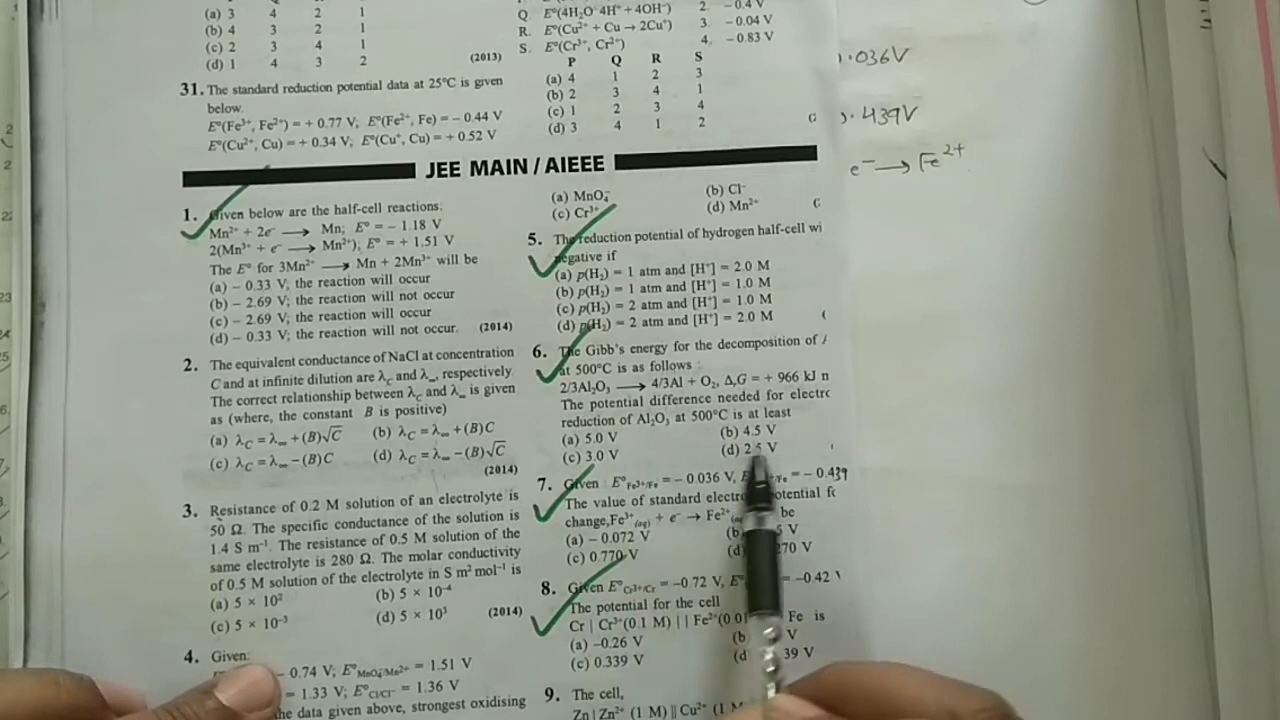 (a) 3 4 2 1
(b) 4 3 2 1
(c) 2 3 4 1
(d) 1 4 3 2
(2013)
31. The standard reduction potential data at 25°C is given
below.
E°(Fe³⁺, Fe²⁺) = + 0.77 V; E°(Fe²⁺, Fe) = − 0.44 V
E°(Cu²⁺, Cu) = + 0.34 V; E°(Cu⁺, Cu) = + 0.52 V
Q. E°(4H₂O 4H⁺ + 4OH⁻) 2. −0.4 V
R. E°(Cu²⁺ + Cu → 2Cu⁺) 3. −0.04 V
S. E°(Cr³⁺, Cr²⁺) 4. −0.83 V
P Q R S
(a) 4 1 2 3
(b) 2 3 4 1
(c) 1 2 3 4
(d) 3 4 1 2
JEE MAIN / AIEEE
1. Given below are the half-cell reactions:
Mn²⁺ + 2e⁻ → Mn; E° = − 1.18 V
2(Mn³⁺ + e⁻ → Mn²⁺); E° = + 1.51 V
The E° for 3Mn²⁺ → Mn + 2Mn³⁺ will be
(a) − 0.33 V; the reaction will occur
(b) − 2.69 V; the reaction will not occur
(c) − 2.69 V; the reaction will occur
(d) − 0.33 V; the reaction will not occur. (2014)
2. The equivalent conductance of NaCl at concentration
C and at infinite dilution are λ_C and λ_∞, respectively.
The correct relationship between λ_C and λ_∞ is given
as (where, the constant B is positive)
(a) λ_C = λ_∞ + (B)√C (b) λ_C = λ_∞ + (B)C
(c) λ_C = λ_∞ − (B)C (d) λ_C = λ_∞ − (B)√C
(2014)
3. Resistance of 0.2 M solution of an electrolyte is
50 Ω. The specific conductance of the solution is
1.4 S m⁻¹. The resistance of 0.5 M solution of the
same electrolyte is 280 Ω. The molar conductivity
of 0.5 M solution of the electrolyte in S m² mol⁻¹ is
(a) 5 × 10² (b) 5 × 10⁻⁴
(c) 5 × 10⁻³ (d) 5 × 10³ (2014)
4. Given:
− 0.74 V; E°MnO₄⁻/Mn²⁺ = 1.51 V
= 1.33 V; E°Cl/Cl⁻ = 1.36 V
the data given above, strongest oxidising
(a) MnO₄⁻ (b) Cl⁻
(c) Cr³⁺ (d) Mn²⁺
5. The reduction potential of hydrogen half-cell wi
negative if
(a) p(H₂) = 1 atm and [H⁺] = 2.0 M
(b) p(H₂) = 1 atm and [H⁺] = 1.0 M
(c) p(H₂) = 2 atm and [H⁺] = 1.0 M
(d) p(H₂) = 2 atm and [H⁺] = 2.0 M
6. The Gibb's energy for the decomposition of
at 500°C is as follows :
2/3Al₂O₃ → 4/3Al + O₂, ΔᵣG = + 966 kJ
The potential difference needed for electro
reduction of Al₂O₃ at 500°C is at least
(a) 5.0 V (b) 4.5 V
(c) 3.0 V (d) 2.5 V
7. Given : E°Fe³⁺/Fe = − 0.036 V, = − 0.439
The value of standard electro otential fo
change, Fe³⁺(aq) + e⁻ → Fe²⁺ be
(a) − 0.072 V (b) V
(c) 0.770 V (d) 270 V
8. Given E°Cr³⁺/Cr = −0.72 V, E° = −0.42 V
The potential for the cell
Cr | Cr³⁺(0.1 M) | | Fe²⁺(0.01 Fe is
(a) −0.26 V (b V
(c) 0.339 V (d 39 V
9. The cell,
Zn | Zn²⁺ (1 M) || Cu²⁺ (1 M
.036V
.439V
e⁻ → Fe²⁺